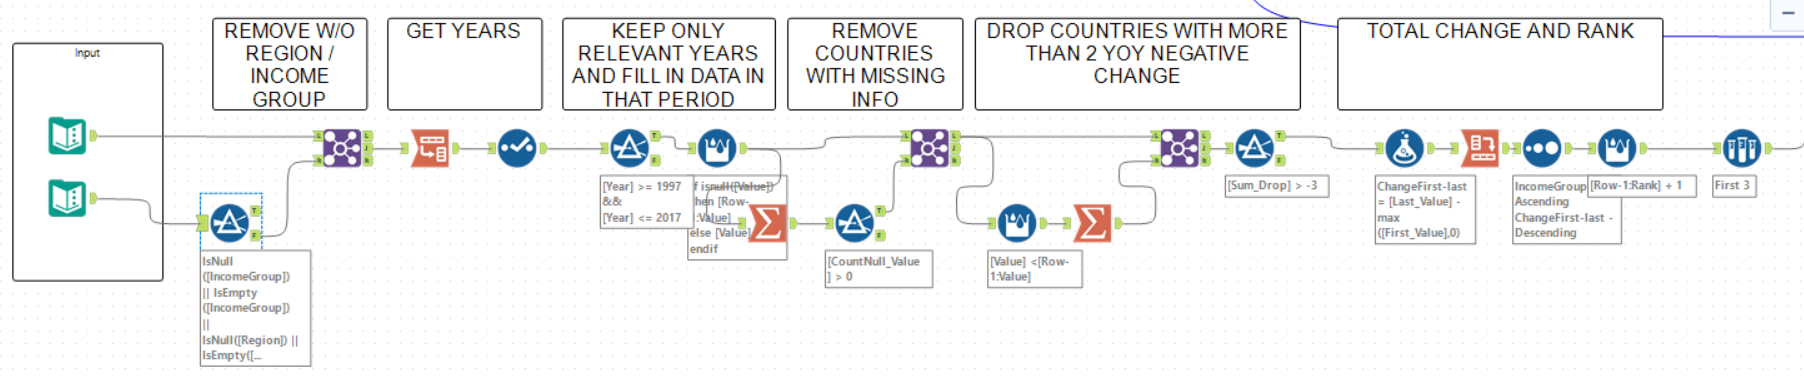 Input
REMOVE W/O
REGION /
INCOME
GROUP
GET YEARS
KEEP ONLY
RELEVANT YEARS
AND FILL IN DATA IN
THAT PERIOD
REMOVE
COUNTRIES
WITH MISSING
INFO
DROP COUNTRIES WITH MORE
THAN 2 YOY NEGATIVE
CHANGE
TOTAL CHANGE AND RANK
IsNull
([IncomeGroup])
|| IsEmpty
([IncomeGroup])
||
IsNull([Region]) ||
IsEmpty([...
[Year] >= 1997
&&
[Year] <= 2017
if isnull([Value])
then [Row-
1:Value]
else [Value]
endif
[CountNull_Value
] > 0
[Value] <[Row-
1:Value]
[Sum_Drop] > -3
ChangeFirst-last
= [Last_Value] -
max
([First_Value],0)
IncomeGroup
Ascending
ChangeFirst-last -
Descending
[Row-1:Rank] + 1
First 3